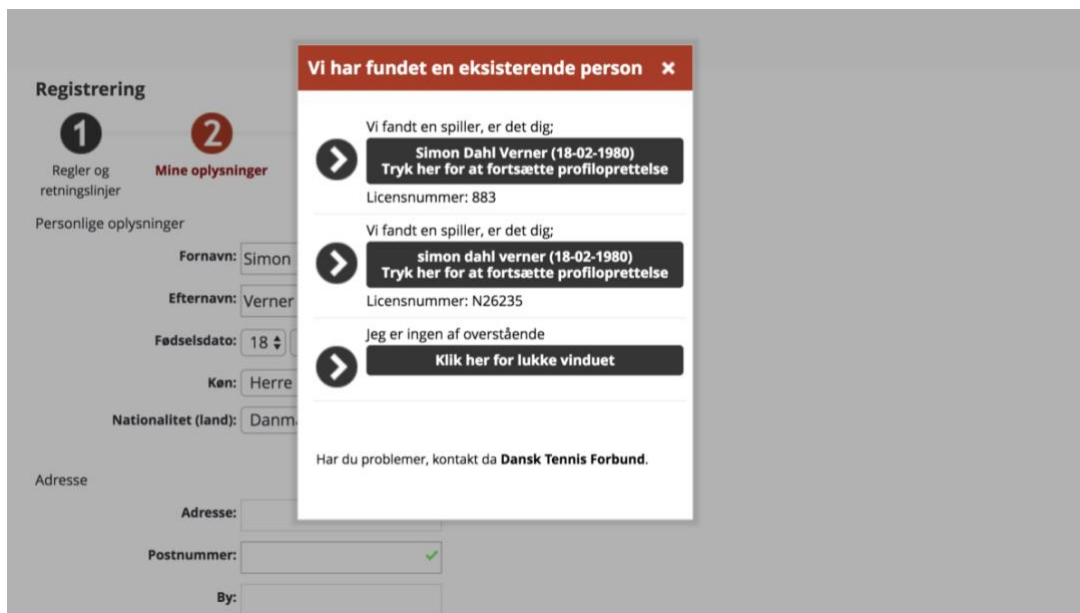 Vi har fundet en eksisterende person ×
Registrering
1
2
Regler og
retningslinjer
Mine oplysninger
Vi fandt en spiller, er det dig;
Simon Dahl Verner (18-02-1980)
Tryk her for at fortsætte profiloprettelse
Licensnummer: 883
Vi fandt en spiller, er det dig;
simon dahl verner (18-02-1980)
Tryk her for at fortsætte profiloprettelse
Licensnummer: N26235
Jeg er ingen af overstående
Klik her for lukke vinduet
Har du problemer, kontakt da Dansk Tennis Forbund.
Personlige oplysninger
Fornavn: Simon
Efternavn: Verner
Fødselsdato: 18
Køn: Herre
Nationalitet (land): Danm
Adresse
Adresse:
Postnummer:
By: